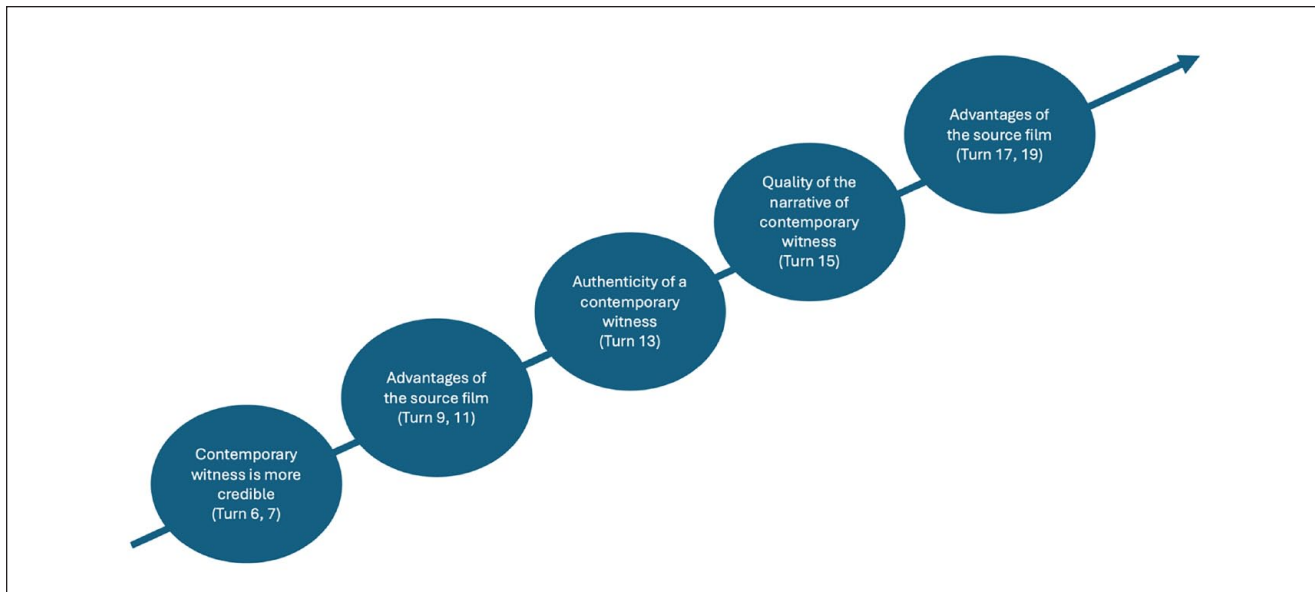 Contemporary
witness is more
credible
(Turn 6, 7)
Advantages of
the source film
(Turn 9, 11)
Authenticity of a
contemporary
witness
(Turn 13)
Quality of the
narrative of
contemporary
witness
(Turn 15)
Advantages of
the source film
(Turn 17, 19)